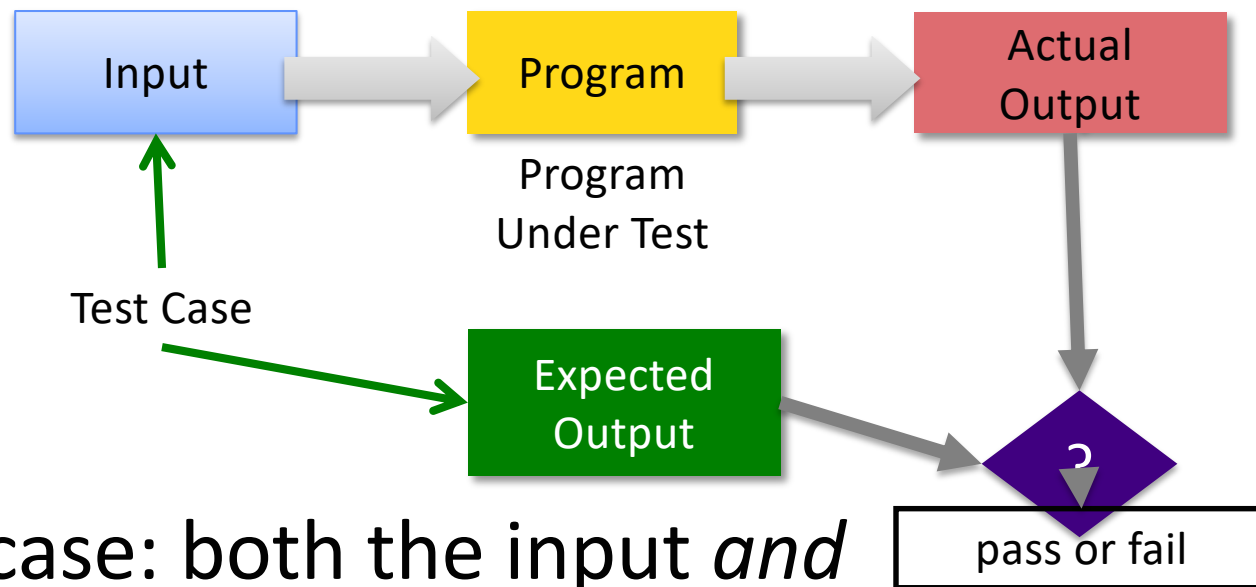 Input
Program
Actual
Output
Program
Under Test
Test Case
Expected
Output
?
case: both the input and
pass or fail